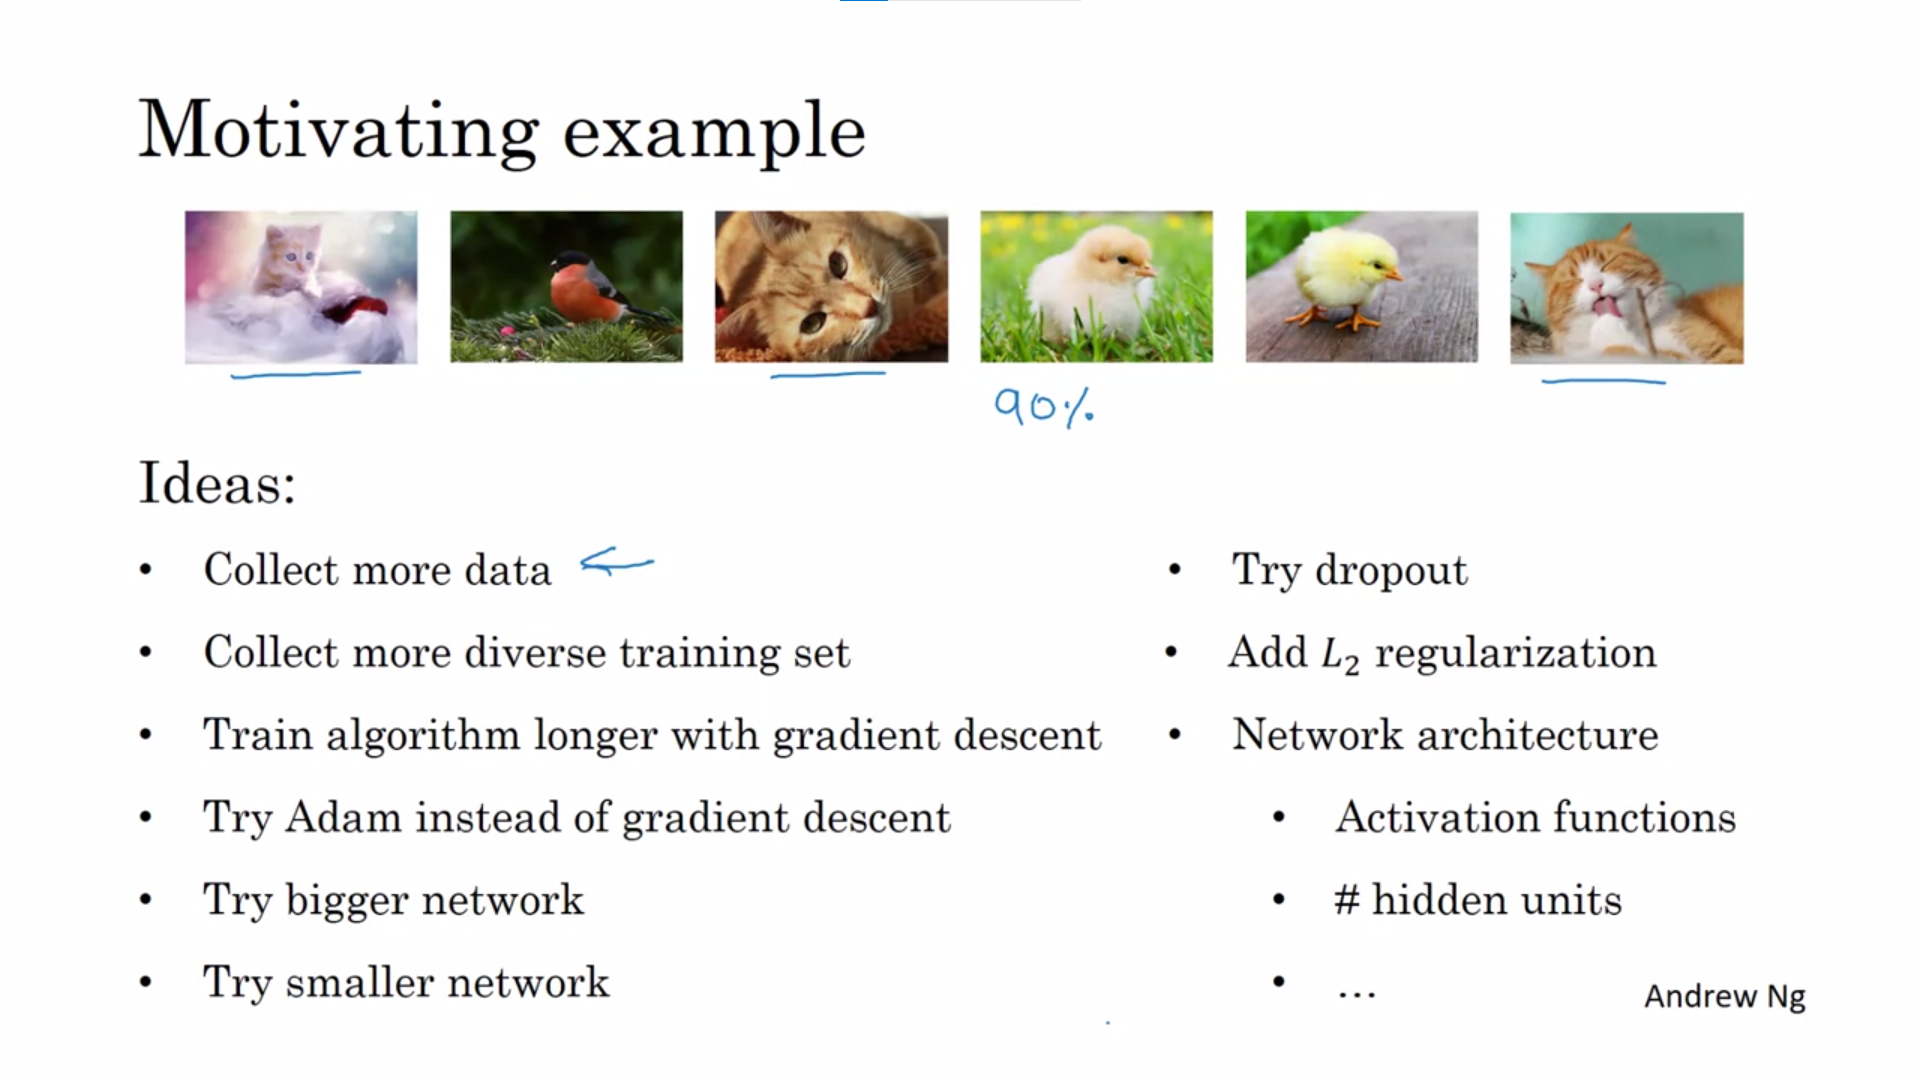 Motivating example
90%
Ideas:
• Collect more data ←
• Collect more diverse training set
• Train algorithm longer with gradient descent
• Try Adam instead of gradient descent
• Try bigger network
• Try smaller network
• Try dropout
• Add L₂ regularization
• Network architecture
• Activation functions
• # hidden units
• …
Andrew Ng